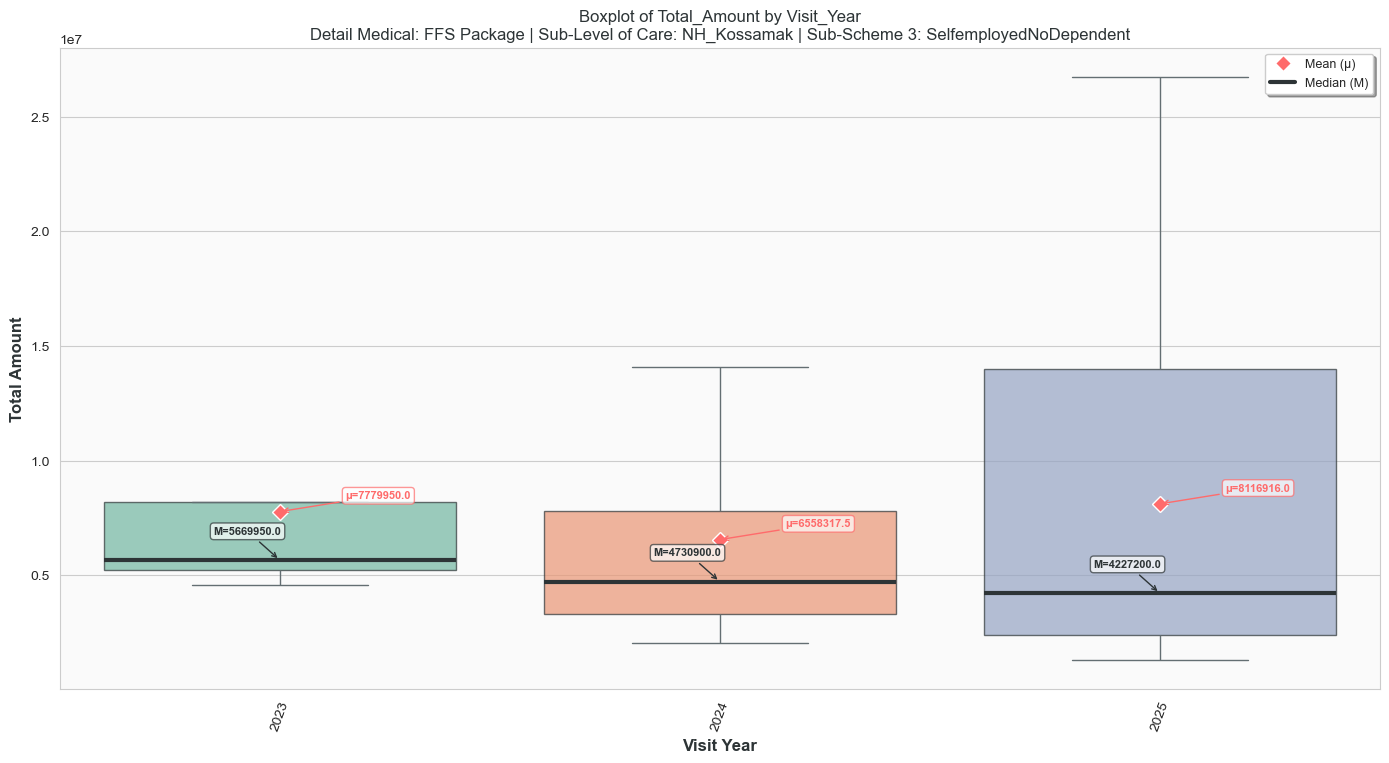 Boxplot of Total_Amount by Visit_Year
Detail Medical: FFS Package | Sub-Level of Care: NH_Kossamak | Sub-Scheme 3: SelfemployedNoDependent
1e7
Mean (μ)
Median (M)
2.5
2.0
1.5
1.0
0.5
Total Amount
μ=7779950.0
M=5669950.0
μ=6558317.5
M=4730900.0
μ=8116916.0
M=4227200.0
2023
2024
2025
Visit Year